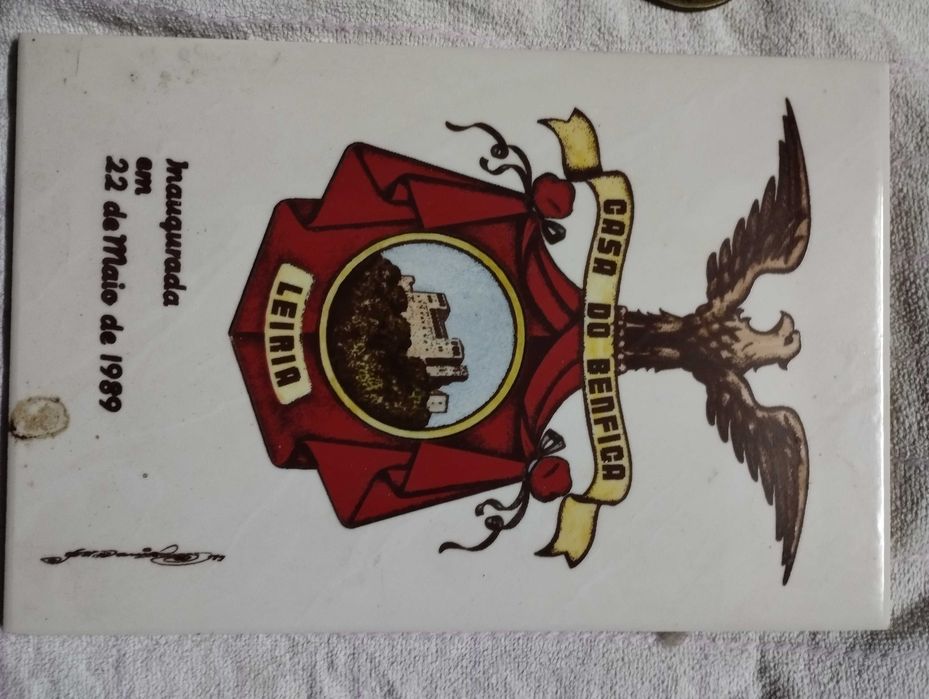 CASA DO BENFICA
LEIRIA
Inaugurada
em
22 de Maio de 1989